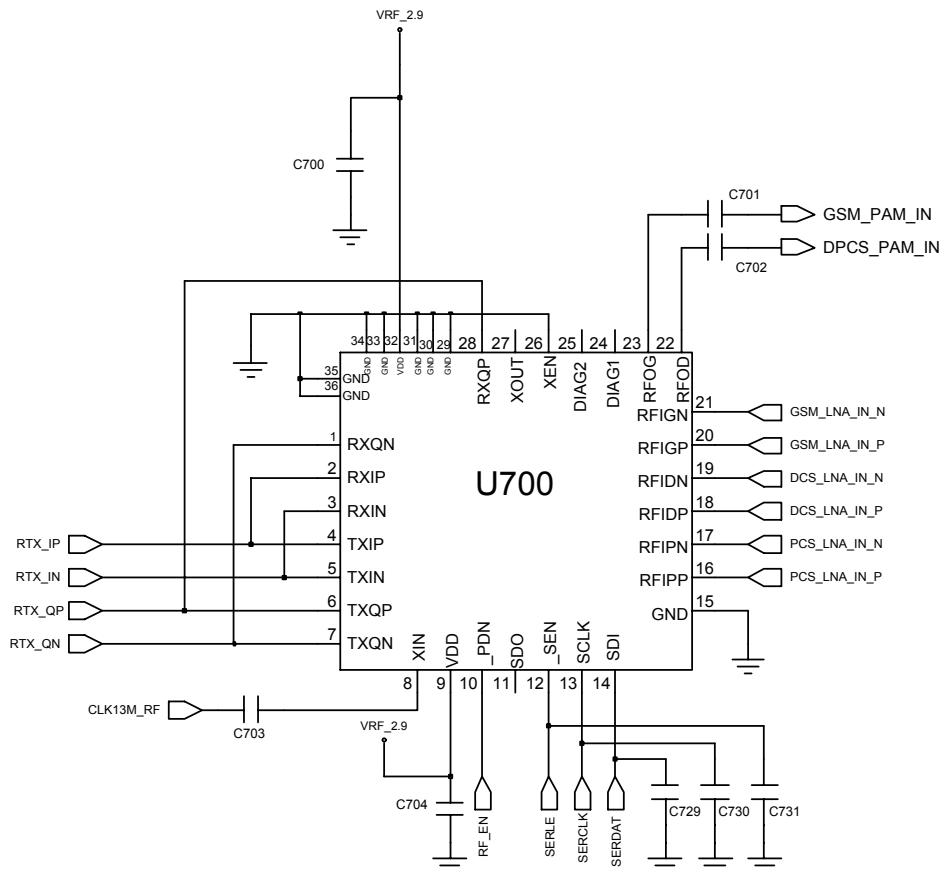 VRF_2.9
C700
C701
GSM_PAM_IN
DPCS_PAM_IN
C702
34 33 32 31 30 29 28 27 26 25 24 23 22
GND GND VDD GND GND GND RXQP XOUT XEN DIAG2 DIAG1 RFOG RFOD
35 GND
36 GND
RFIGN 21 GSM_LNA_IN_N
1 RXQN
RFIGP 20 GSM_LNA_IN_P
2 RXIP
U700
RFIDN 19 DCS_LNA_IN_N
3 RXIN
RFIDP 18 DCS_LNA_IN_P
RTX_IP 4 TXIP
RFIPN 17 PCS_LNA_IN_N
RTX_IN 5 TXIN
RFIPP 16 PCS_LNA_IN_P
RTX_QP 6 TXQP
GND 15
RTX_QN 7 TXQN
XIN VDD _PDN SDO _SEN SCLK SDI
8 9 10 11 12 13 14
CLK13M_RF
C703
VRF_2.9
C704
RF_EN
SERLE
SERCLK
SERDAT
C729
C730
C731